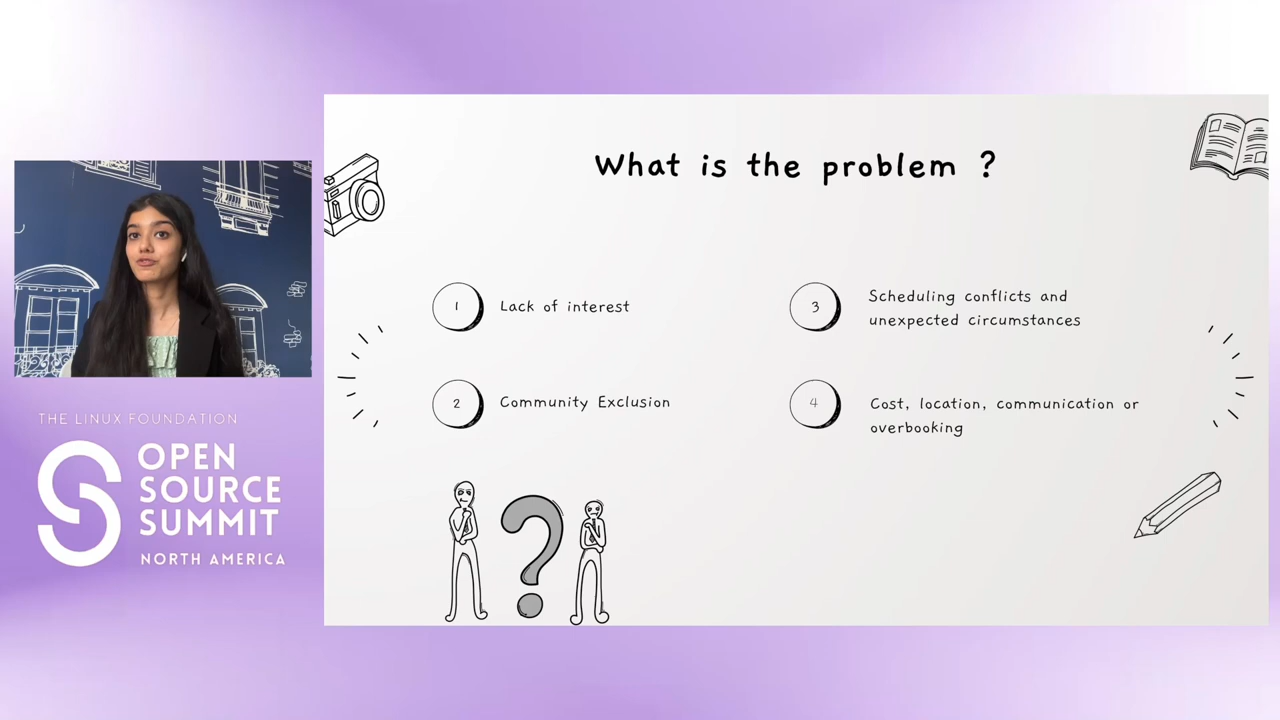 What is the problem ?
1 Lack of interest
2 Community Exclusion
3 Scheduling conflicts and
unexpected circumstances
4 Cost, location, communication or
overbooking
THE LINUX FOUNDATION
OPEN
SOURCE
SUMMIT
NORTH AMERICA